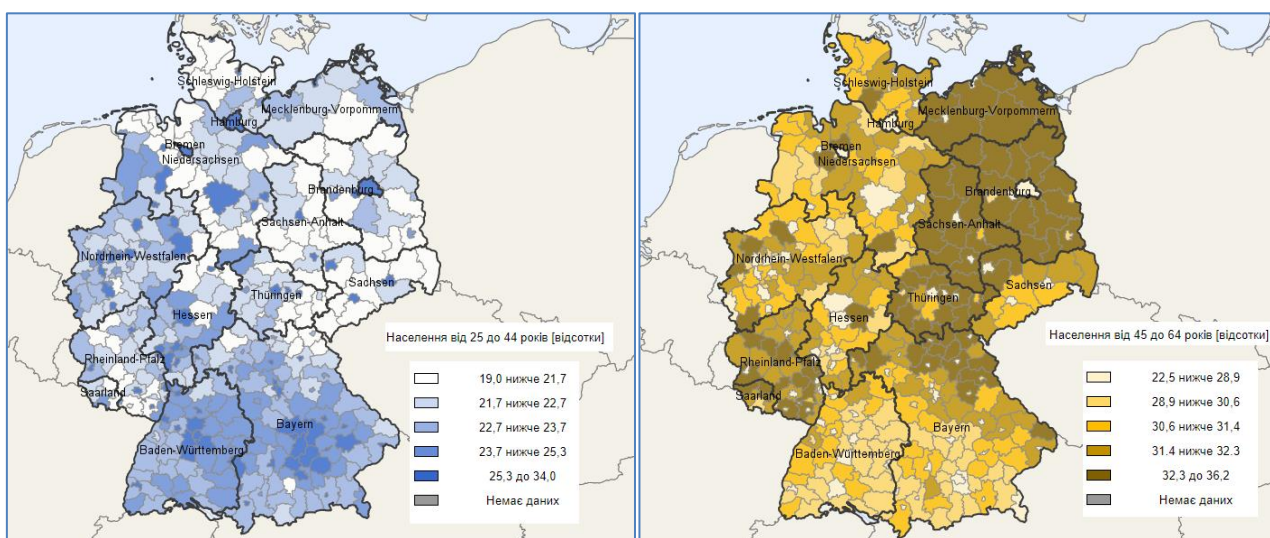 Schleswig-Holstein
Mecklenburg-Vorpommern
Hamburg
Bremen
Niedersachsen
Brandenburg
Sachsen-Anhalt
Nordrhein-Westfalen
Sachsen
Thüringen
Hessen
Rheinland-Pfalz
Saarland
Bayern
Baden-Württemberg
Населення від 25 до 44 років [відсотки]
19,0 нижче 21,7
21,7 нижче 22,7
22,7 нижче 23,7
23,7 нижче 25,3
25,3 до 34,0
Немає даних
Schleswig-Holstein
Mecklenburg-Vorpommern
Hamburg
Bremen
Niedersachsen
Brandenburg
Sachsen-Anhalt
Nordrhein-Westfalen
Sachsen
Thüringen
Hessen
Rheinland-Pfalz
Saarland
Bayern
Baden-Württemberg
Населення від 45 до 64 років [відсотки]
22,5 нижче 28,9
28,9 нижче 30,6
30,6 нижче 31,4
31.4 нижче 32.3
32,3 до 36,2
Немає даних